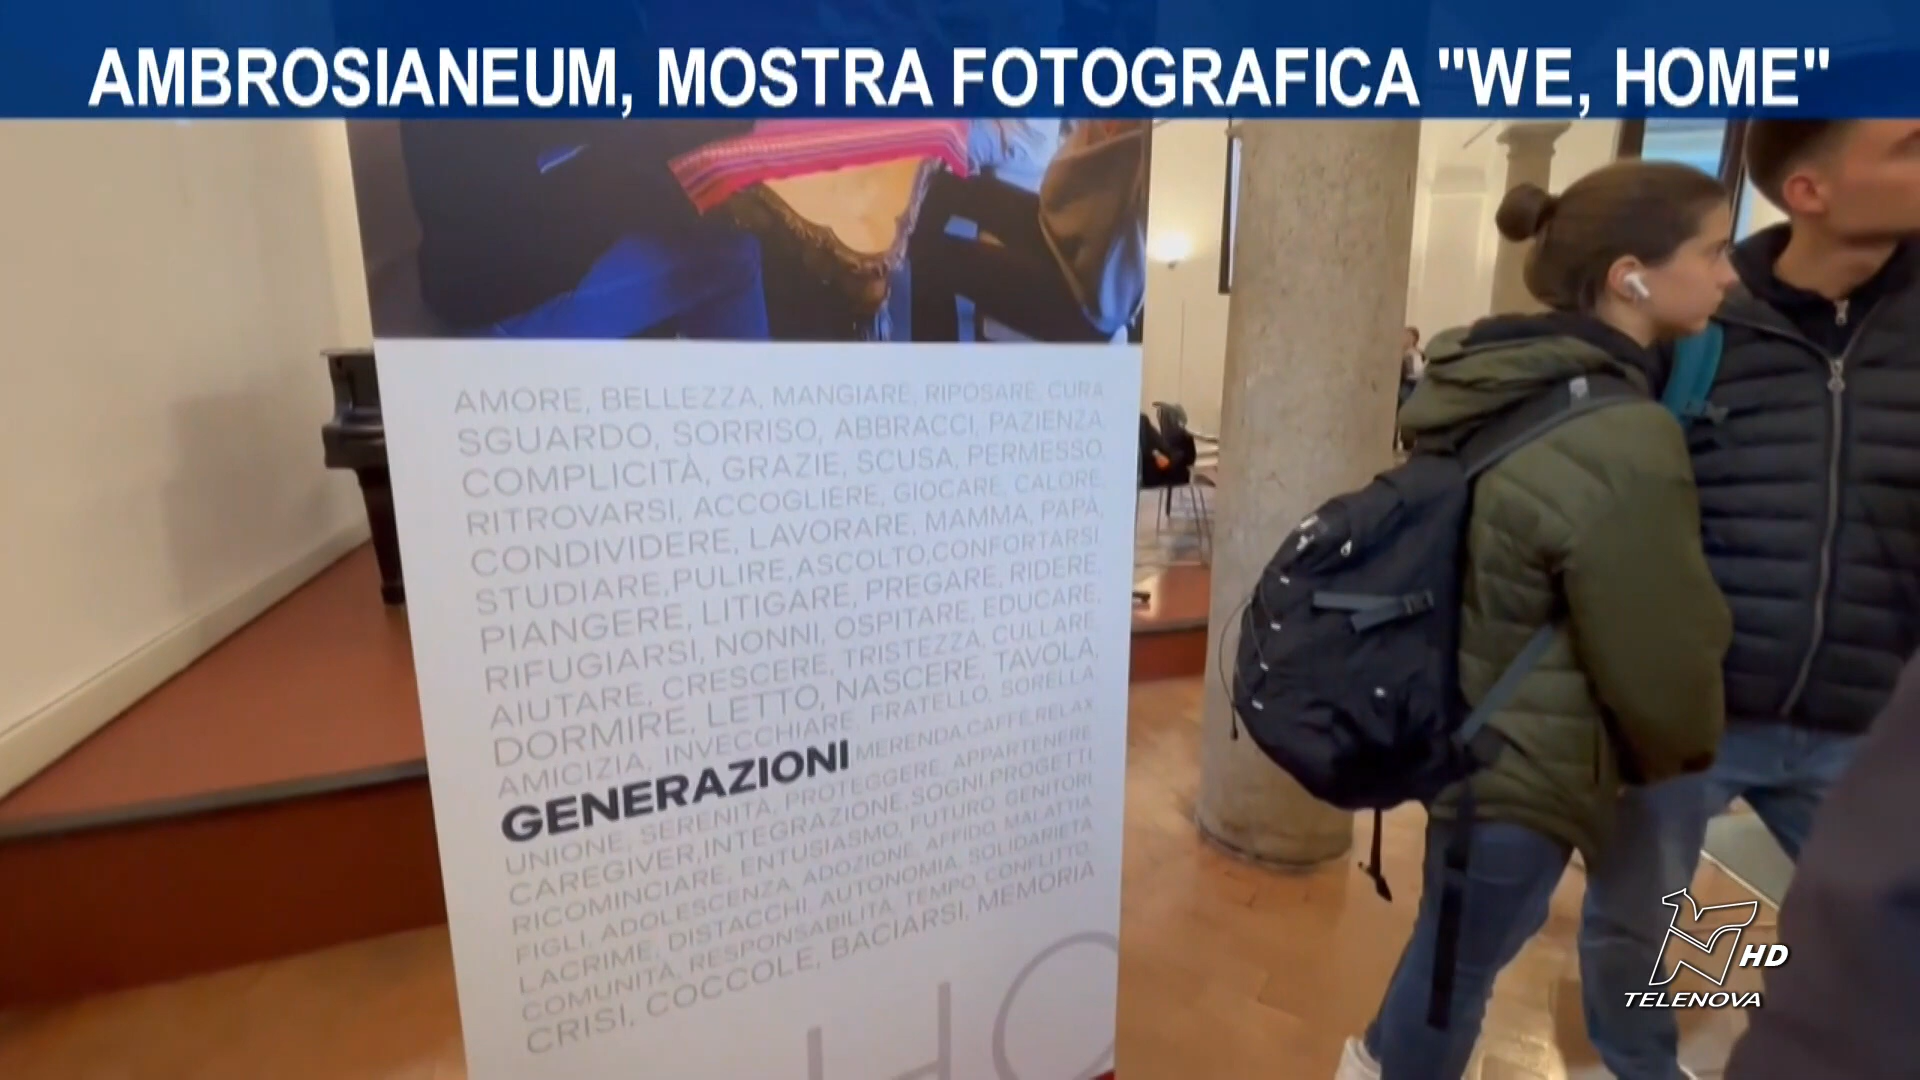 AMBROSIANEUM, MOSTRA FOTOGRAFICA "WE, HOME"
AMORE, BELLEZZA, MANGIARE, RIPOSARE, CURA
SGUARDO, SORRISO, ABBRACCI, PAZIENZA
COMPLICITÀ, GRAZIE, SCUSA, PERMESSO,
RITROVARSI, ACCOGLIERE, GIOCARE, CALORE,
CONDIVIDERE, LAVORARE, MAMMA, PAPÀ,
STUDIARE,PULIRE,ASCOLTO,CONFORTARSI
PIANGERE, LITIGARE, PREGARE, RIDERE,
RIFUGIARSI, NONNI, OSPITARE, EDUCARE,
AIUTARE, CRESCERE, TRISTEZZA, CULLARE,
DORMIRE, LETTO, NASCERE, TAVOLA,
AMICIZIA, INVECCHIARE, FRATELLO, SORELLA,
GENERAZIONI MERENDA,CAFFÈ,RELAX
UNIONE, SERENITÀ, PROTEGGERE, APPARTENERE
CAREGIVER,INTEGRAZIONE,SOGNI,PROGETTI,
RICOMINCIARE, ENTUSIASMO, FUTURO, GENITORI,
FIGLI, ADOLESCENZA, ADOZIONE, AFFIDO, MALATTIA
LACRIME, DISTACCHI, AUTONOMIA, SOLIDARIETÀ
COMUNITÀ, RESPONSABILITÀ, TEMPO, CONFLITTO,
CRISI, COCCOLE, BACIARSI, MEMORIA
HO
HD
TELENOVA